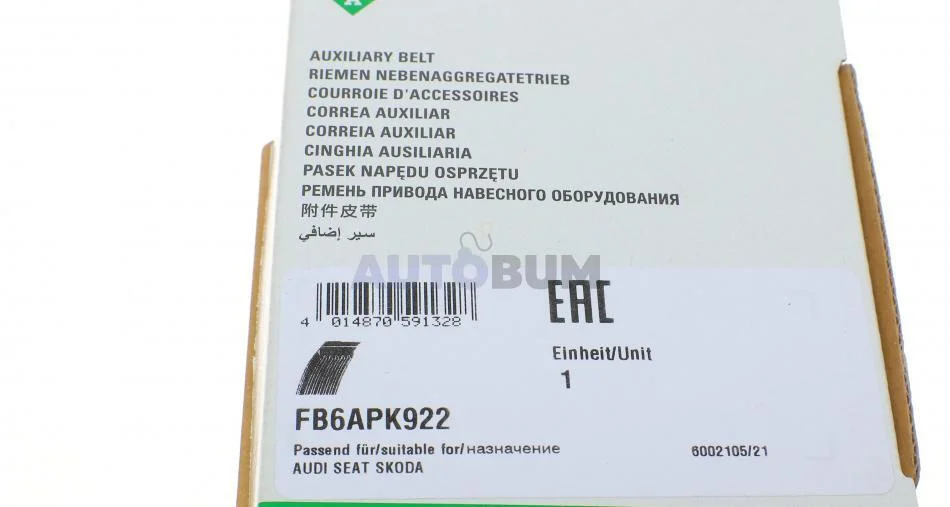 AUXILIARY BELT
RIEMEN NEBENAGGREGATETRIEB
COURROIE D'ACCESSOIRES
CORREA AUXILIAR
CORREIA AUXILIAR
CINGHIA AUSILIARIA
PASEK NAPĘDU OSPRZĘTU
РЕМЕНЬ ПРИВОДА НАВЕСНОГО ОБОРУДОВАНИЯ
附件皮带
سير إضافي
AUTOBUM
EAC
4 014870 591328
Einheit/Unit
1
FB6APK922
Passend für/suitable for/назначение
6002105/21
AUDI SEAT SKODA